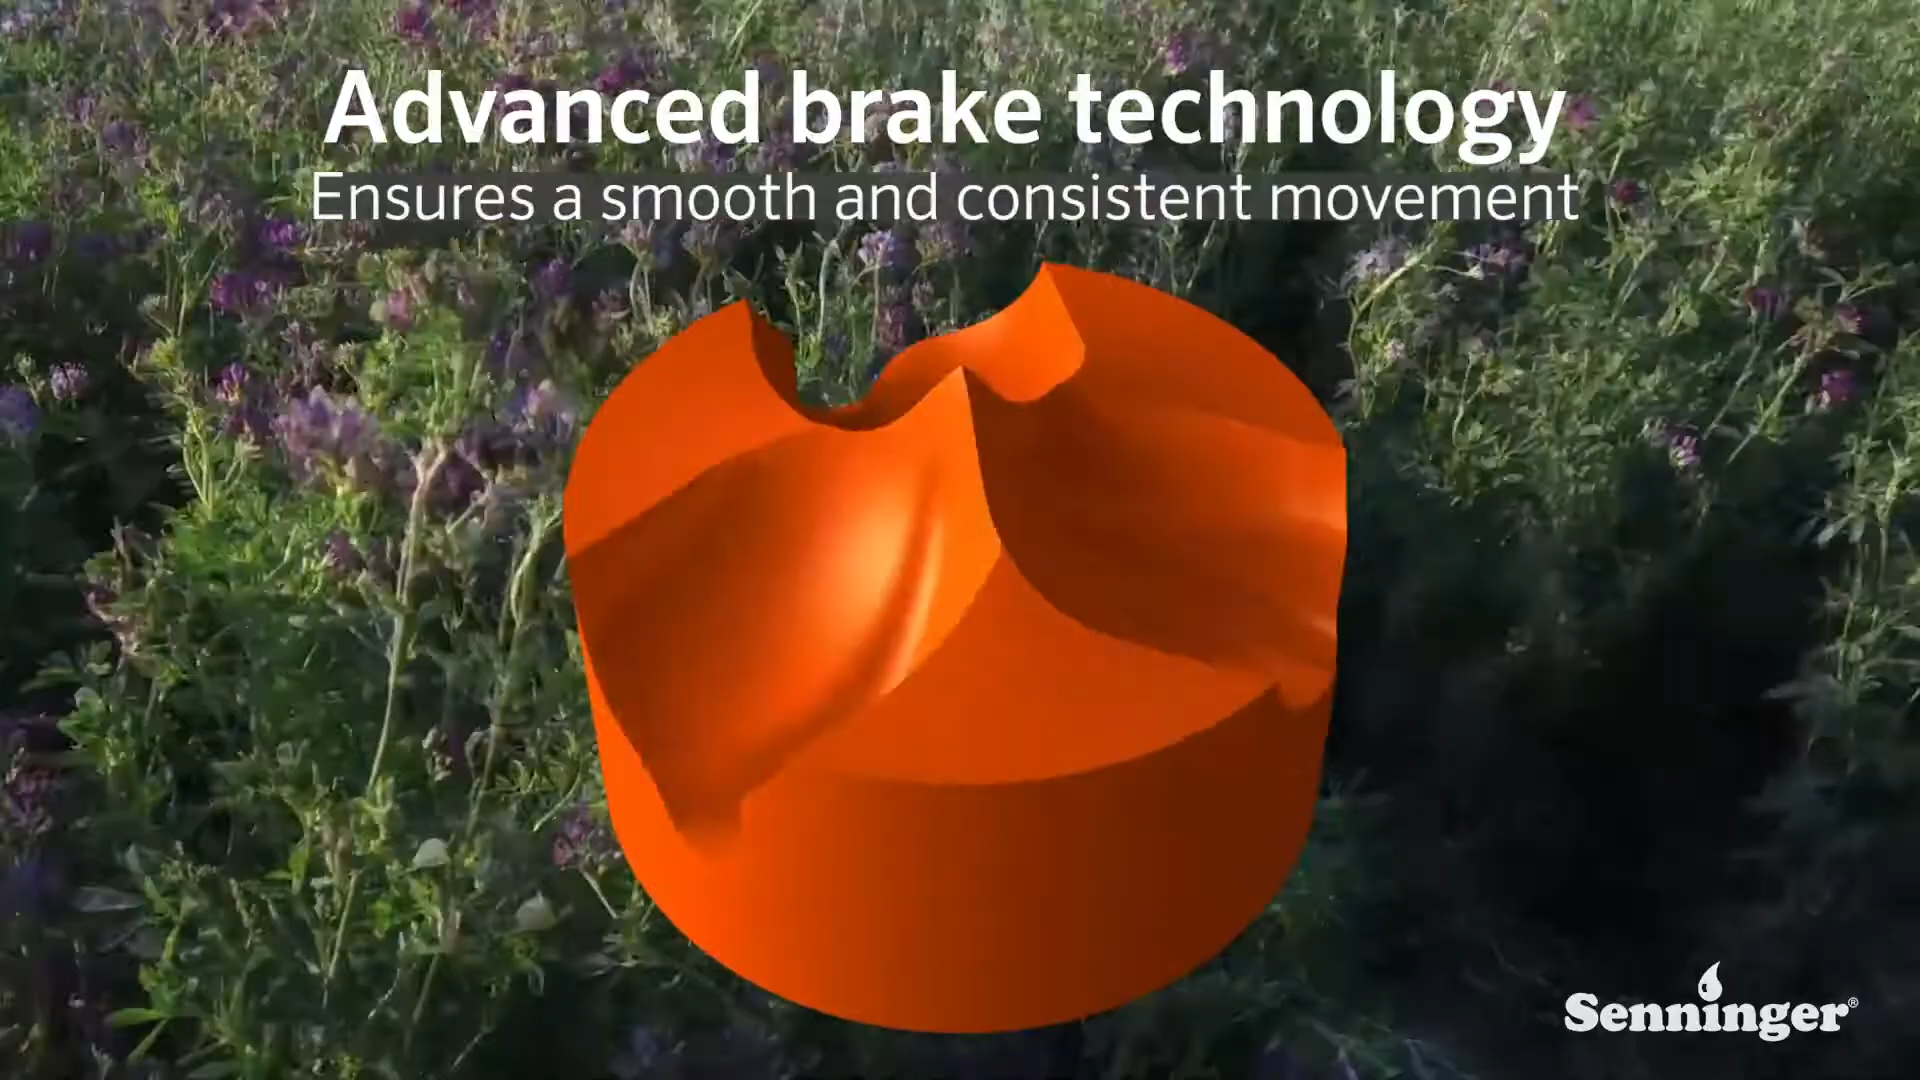 Advanced brake technology
Ensures a smooth and consistent movement
Senninger®